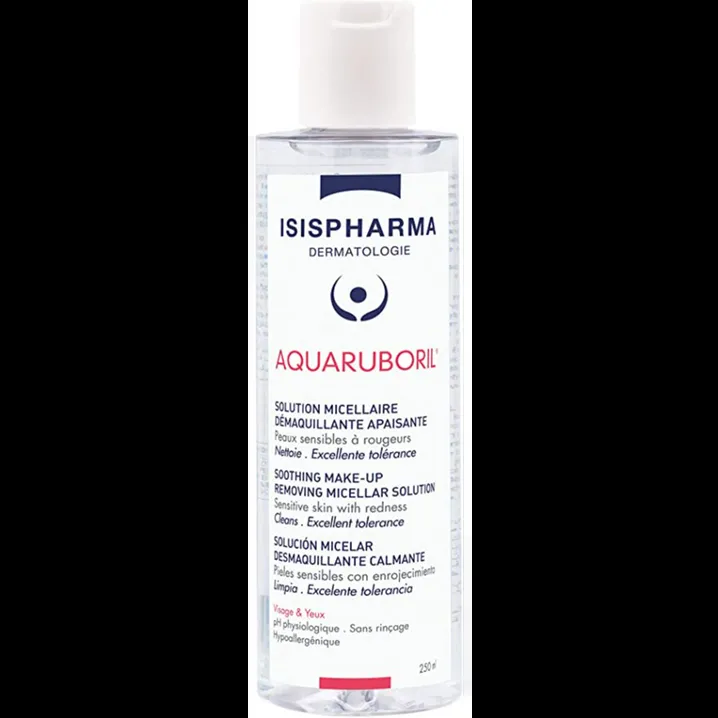 ISISPHARMA
DERMATOLOGIE
AQUARUBORIL®
SOLUTION MICELLAIRE
DÉMAQUILLANTE APAISANTE
Peaux sensibles à rougeurs
Nettoie . Excellente tolérance
SOOTHING MAKE-UP
REMOVING MICELLAR SOLUTION
Sensitive skin with redness
Cleans . Excellent tolerance
SOLUCIÓN MICELAR
DESMAQUILLANTE CALMANTE
Pieles sensibles con enrojecimiento
Limpia . Excelente tolerancia
Visage & Yeux
pH physiologique . Sans rinçage
Hypoallergénique
250 ml